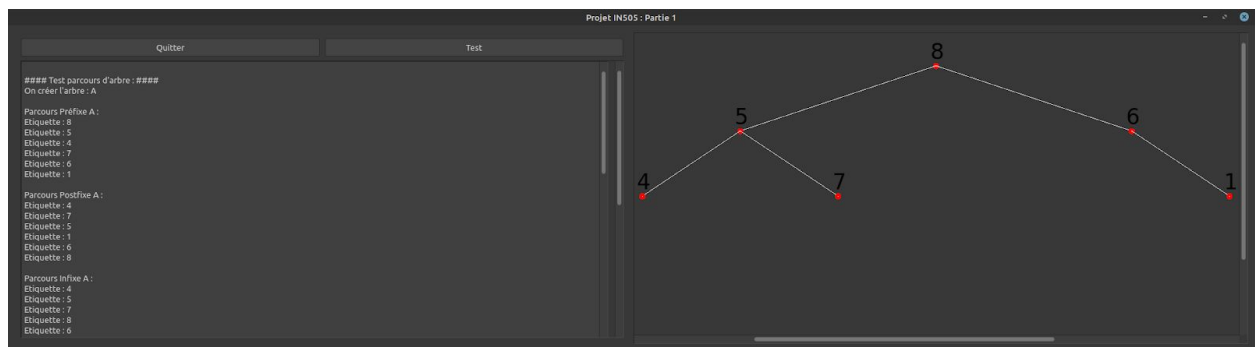 Projet IN505 : Partie 1
Quitter
Test
#### Test parcours d'arbre : ####
On créer l'arbre : A
Parcours Préfixe A :
Etiquette : 8
Etiquette : 5
Etiquette : 4
Etiquette : 7
Etiquette : 6
Etiquette : 1
Parcours Postfixe A :
Etiquette : 4
Etiquette : 7
Etiquette : 5
Etiquette : 1
Etiquette : 6
Etiquette : 8
Parcours Infixe A :
Etiquette : 4
Etiquette : 5
Etiquette : 7
Etiquette : 8
Etiquette : 6
8
5
6
4
7
1